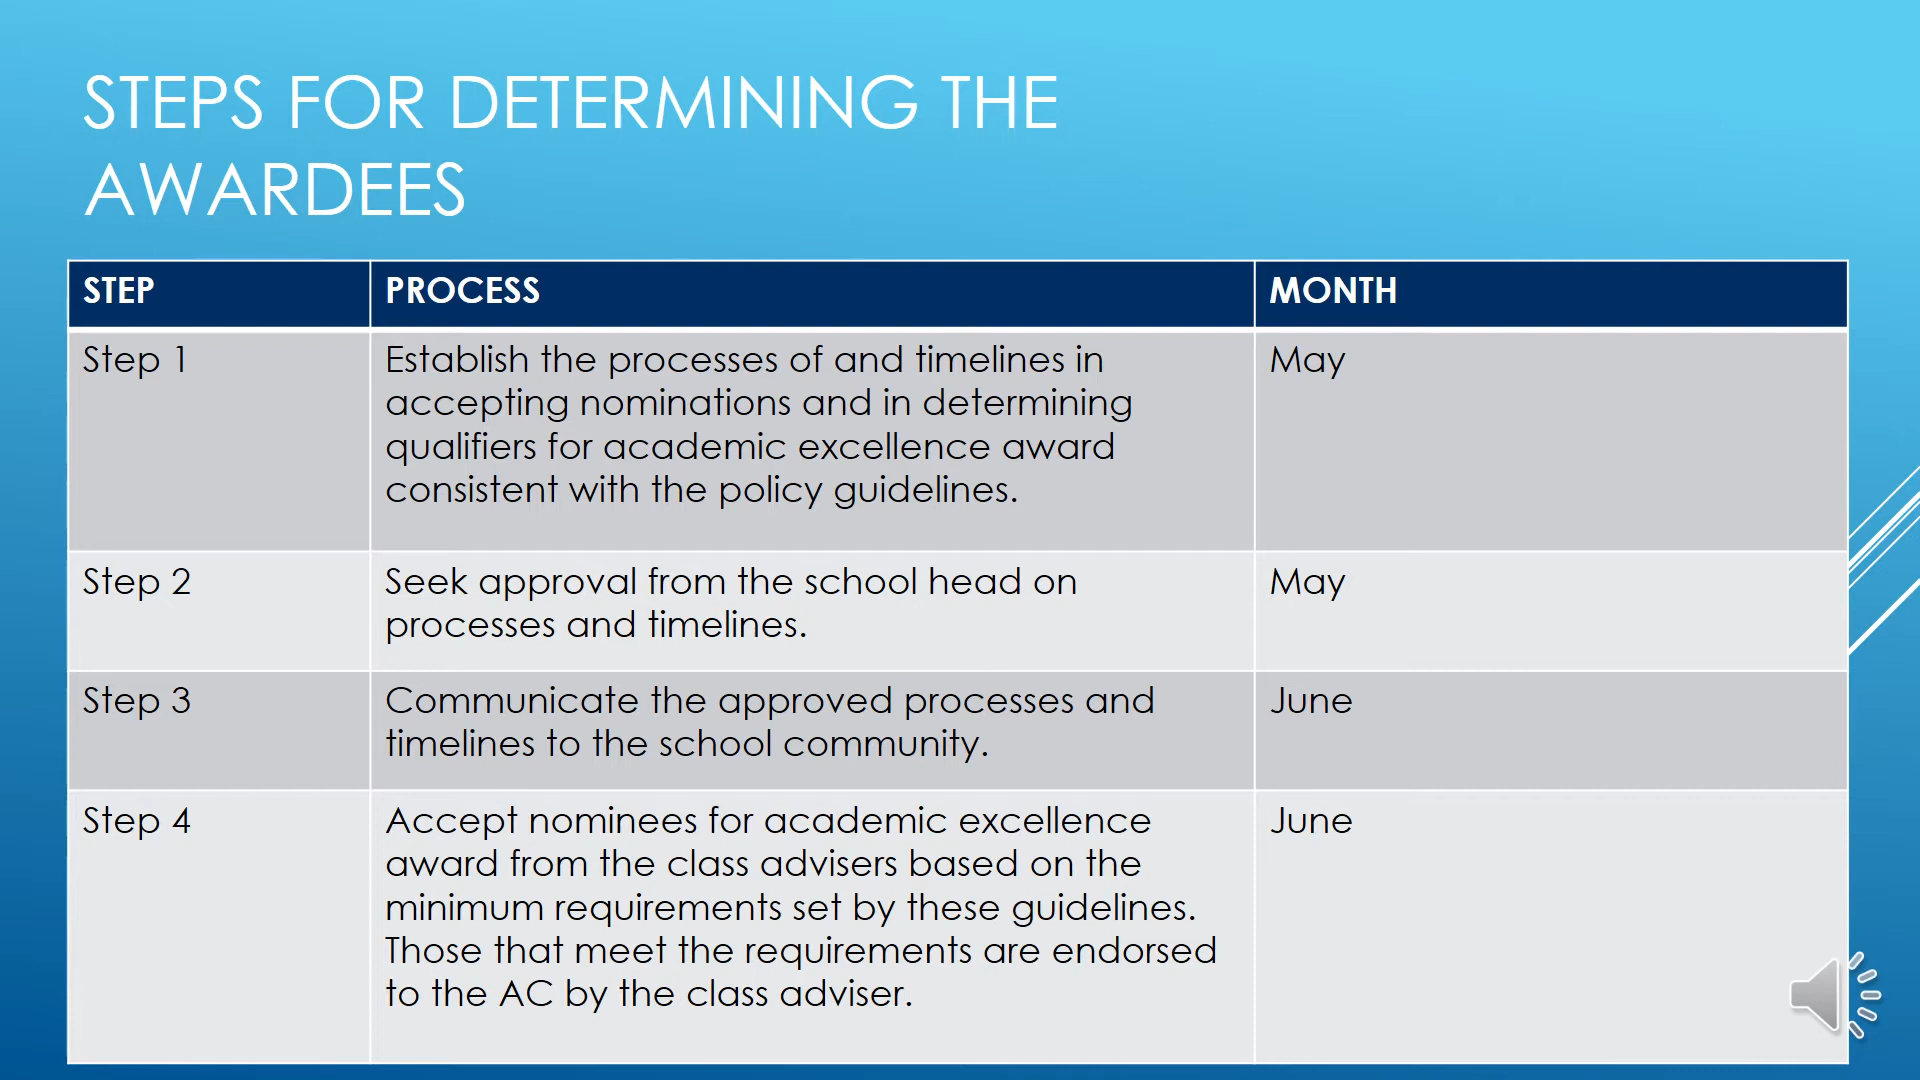 STEPS FOR DETERMINING THE
AWARDEES
STEP PROCESS MONTH
Step 1 Establish the processes of and timelines in May
accepting nominations and in determining
qualifiers for academic excellence award
consistent with the policy guidelines.
Step 2 Seek approval from the school head on May
processes and timelines.
Step 3 Communicate the approved processes and June
timelines to the school community.
Step 4 Accept nominees for academic excellence June
award from the class advisers based on the
minimum requirements set by these guidelines.
Those that meet the requirements are endorsed
to the AC by the class adviser.